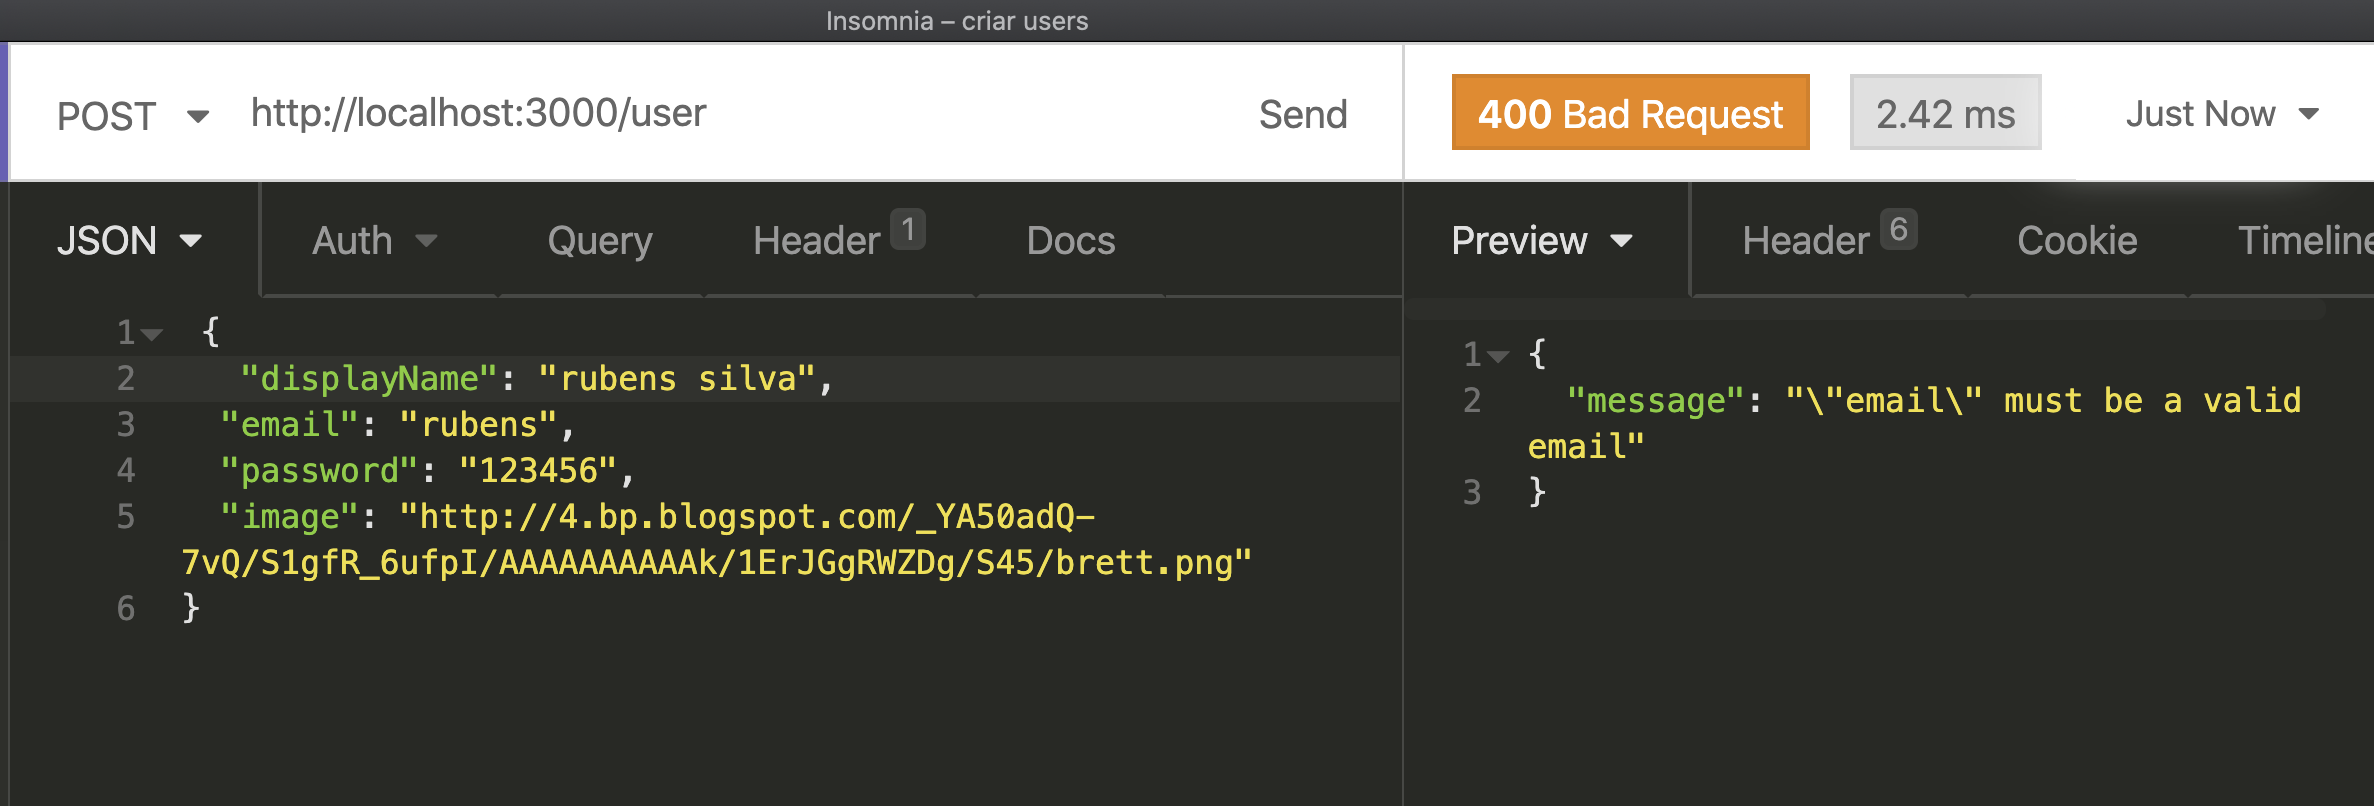 Insomnia – criar users
POST http://localhost:3000/user Send
400 Bad Request 2.42 ms Just Now
JSON Auth Query Header 1 Docs
1 {
2 "displayName": "rubens silva",
3 "email": "rubens",
4 "password": "123456",
5 "image": "http://4.bp.blogspot.com/_YA50adQ-
7vQ/S1gfR_6ufpI/AAAAAAAAAAk/1ErJGgRWZDg/S45/brett.png"
6 }
Preview Header 6 Cookie Timeline
1 {
2 "message": "\"email\" must be a valid
email"
3 }